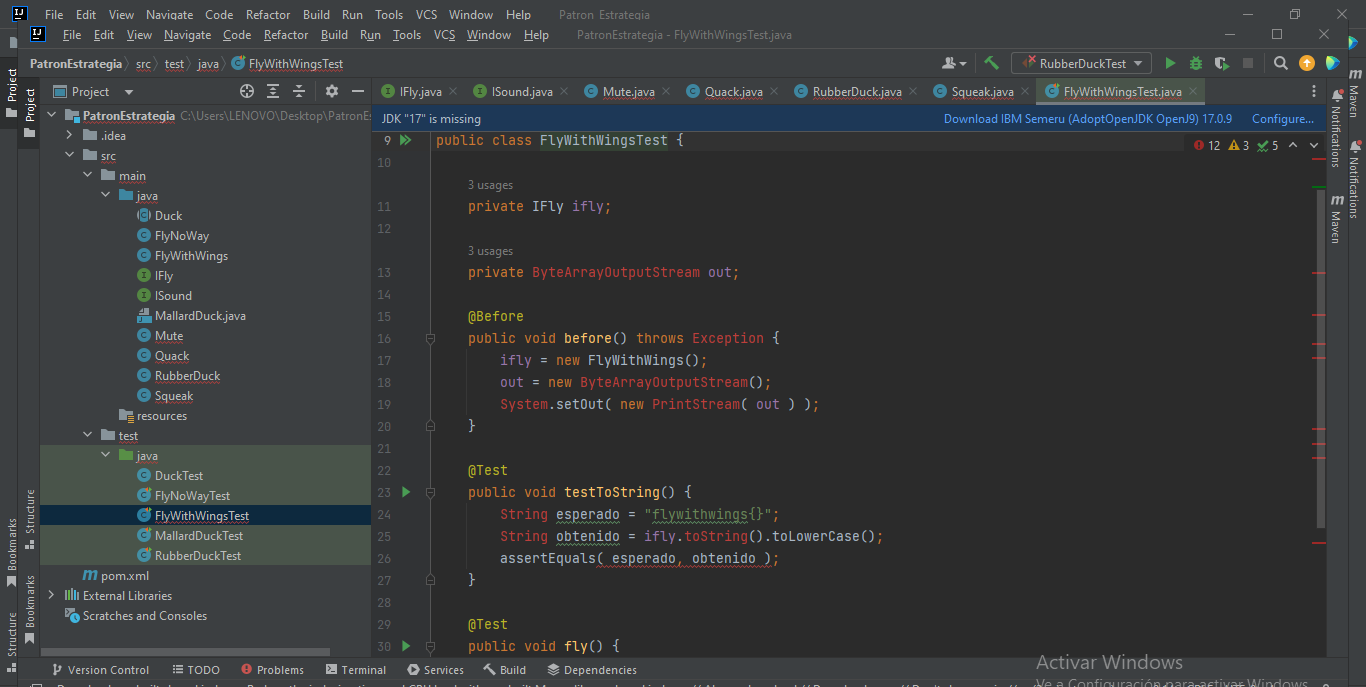 File Edit View Navigate Code Refactor Build Run Tools VCS Window Help Patron_Estrategia
File Edit View Navigate Code Refactor Build Run Tools VCS Window Help PatronEstrategia - FlyWithWingsTest.java
PatronEstrategia src test java FlyWithWingsTest RubberDuckTest
Project
Project
Project
IFly.java ISound.java Mute.java Quack.java RubberDuck.java Squeak.java FlyWithWingsTest.java
JDK "17" is missing Download IBM Semeru (AdoptOpenJDK OpenJ9) 17.0.9 Configure...
PatronEstrategia C:\Users\LENOVO\Desktop\PatronEs
.idea
src
main
java
Duck
FlyNoWay
FlyWithWings
IFly
ISound
MallardDuck.java
Mute
Quack
RubberDuck
Squeak
resources
test
java
DuckTest
FlyNoWayTest
FlyWithWingsTest
MallardDuckTest
RubberDuckTest
pom.xml
External Libraries
Scratches and Consoles
12 3 5
9 public class FlyWithWingsTest {
10
3 usages
11 private IFly ifly;
12
3 usages
13 private ByteArrayOutputStream out;
14
15 @Before
16 public void before() throws Exception {
17 ifly = new FlyWithWings();
18 out = new ByteArrayOutputStream();
19 System.setOut( new PrintStream( out ) );
20 }
21
22 @Test
23 public void testToString() {
24 String esperado = "flywithwings{}";
25 String obtenido = ifly.toString().toLowerCase();
26 assertEquals( esperado, obtenido );
27 }
28
29 @Test
30 public void fly() {
Structure
Bookmarks
Bookmarks
Structure
Notifications
Maven
Maven
Notifications
Version Control TODO Problems Terminal Services Build Dependencies
Activar Windows
Ve a Configuración para activar Windows